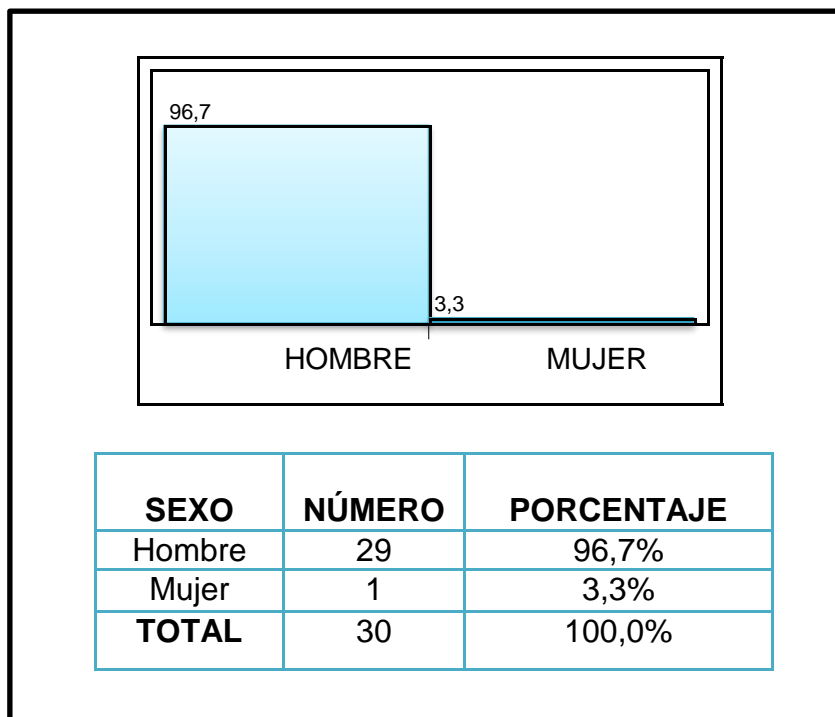 96,7
3,3
HOMBRE MUJER
SEXO NÚMERO PORCENTAJE
Hombre 29 96,7%
Mujer 1 3,3%
TOTAL 30 100,0%